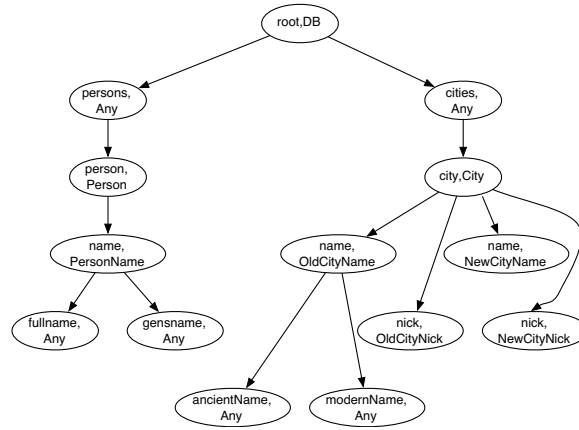 root,DB
persons,
Any
cities,
Any
person,
Person
city,City
name,
PersonName
name,
OldCityName
name,
NewCityName
fullname,
Any
gensname,
Any
nick,
OldCityNick
nick,
NewCityNick
ancientName,
Any
modernName,
Any